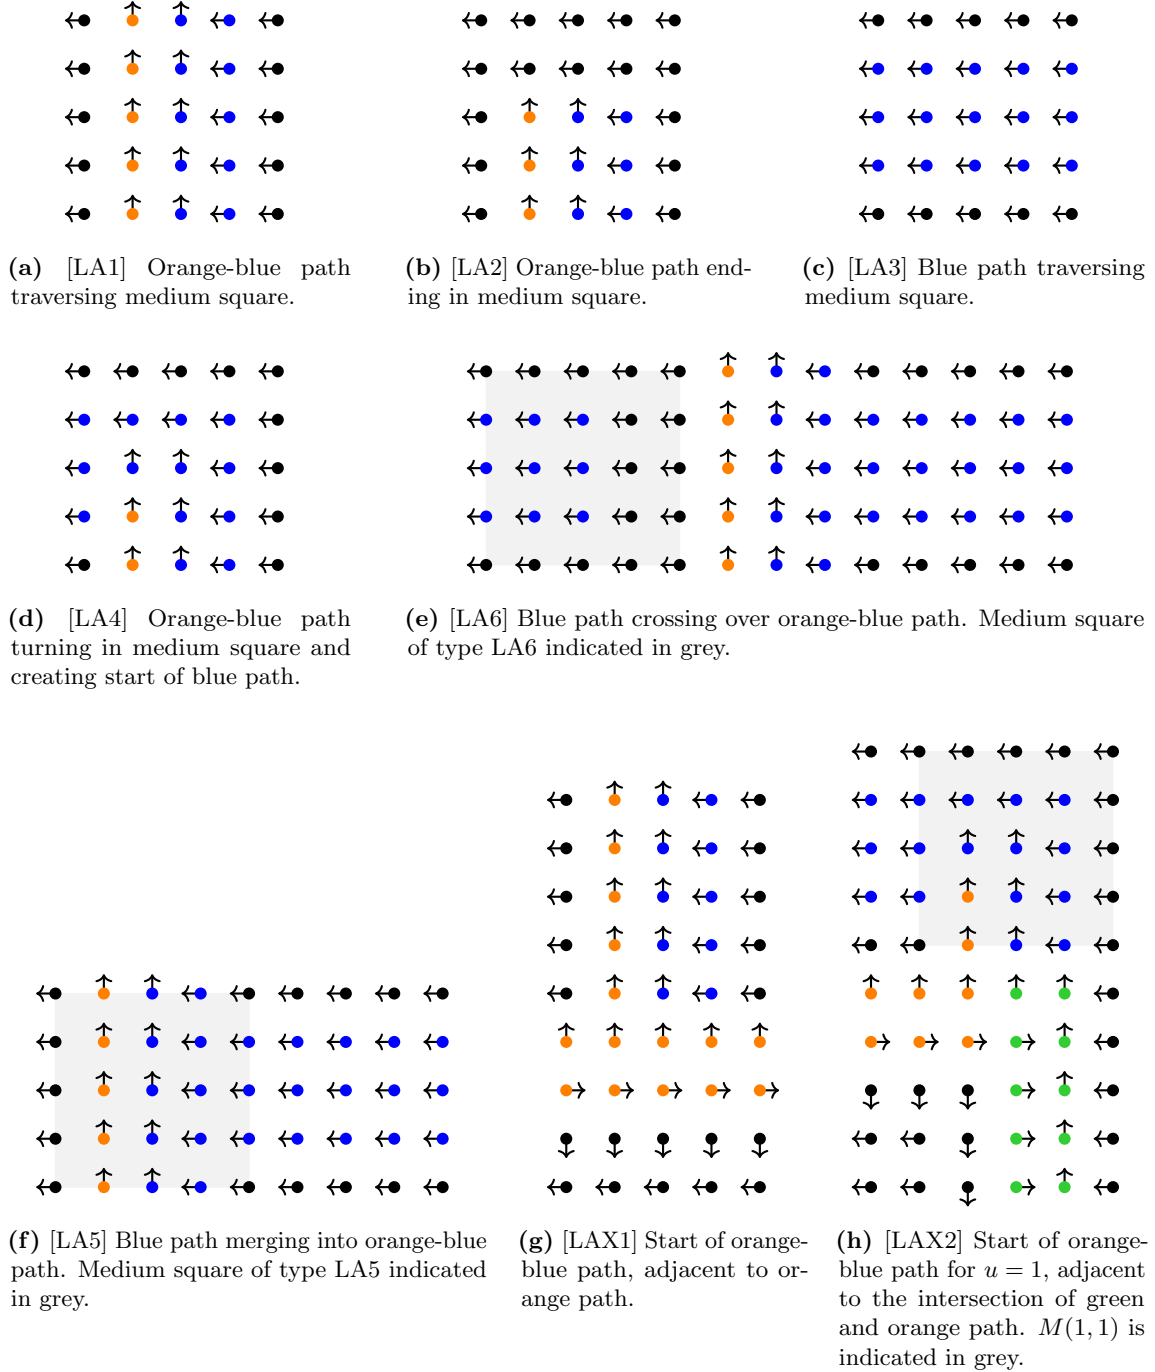 (a) [LA1] Orange-blue path
traversing medium square.
(b) [LA2] Orange-blue path end-
ing in medium square.
(c) [LA3] Blue path traversing
medium square.
(d) [LA4] Orange-blue path
turning in medium square and
creating start of blue path.
(e) [LA6] Blue path crossing over orange-blue path. Medium square
of type LA6 indicated in grey.
(f) [LA5] Blue path merging into orange-blue
path. Medium square of type LA5 indicated
in grey.
(g) [LAX1] Start of orange-
blue path, adjacent to or-
ange path.
(h) [LAX2] Start of orange-
blue path for u = 1, adjacent
to the intersection of green
and orange path. M(1, 1) is
indicated in grey.